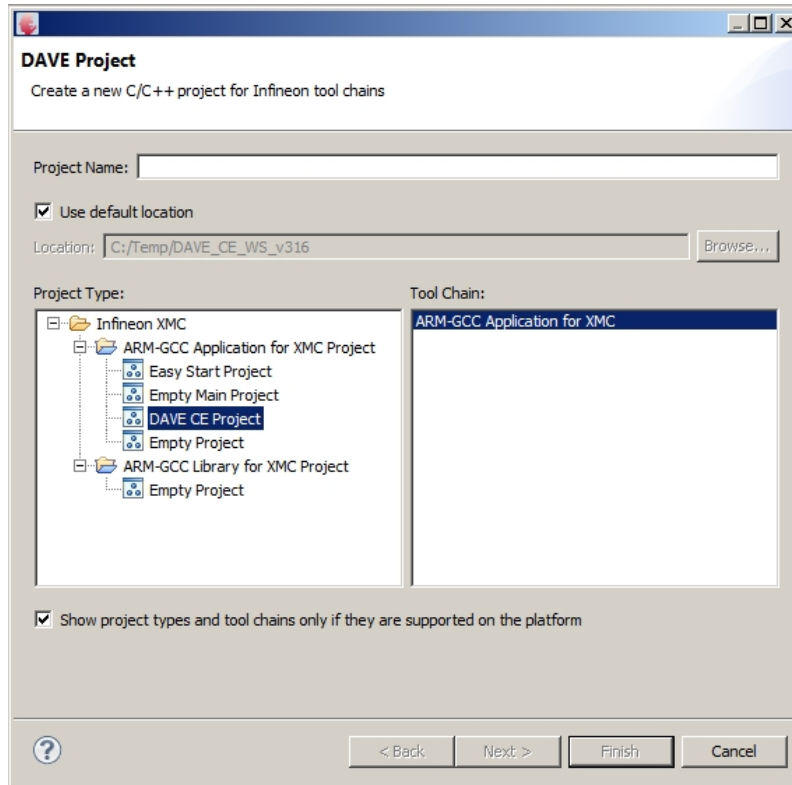 DAVE Project
Create a new C/C++ project for Infineon tool chains
Project Name:
Use default location
Location: C:/Temp/DAVE_CE_WS_v316 Browse...
Project Type: Tool Chain:
Infineon XMC ARM-GCC Application for XMC
ARM-GCC Application for XMC Project
Easy Start Project
Empty Main Project
DAVE CE Project
Empty Project
ARM-GCC Library for XMC Project
Empty Project
Show project types and tool chains only if they are supported on the platform
? < Back Next > Finish Cancel